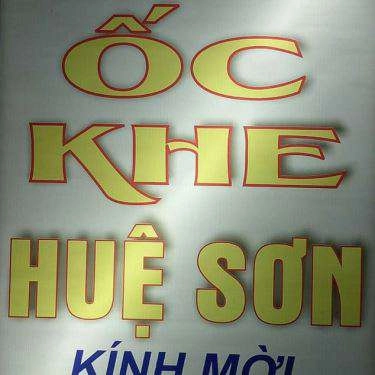 ỐC
KHE
HUỆ SƠN
KÍNH MỜI